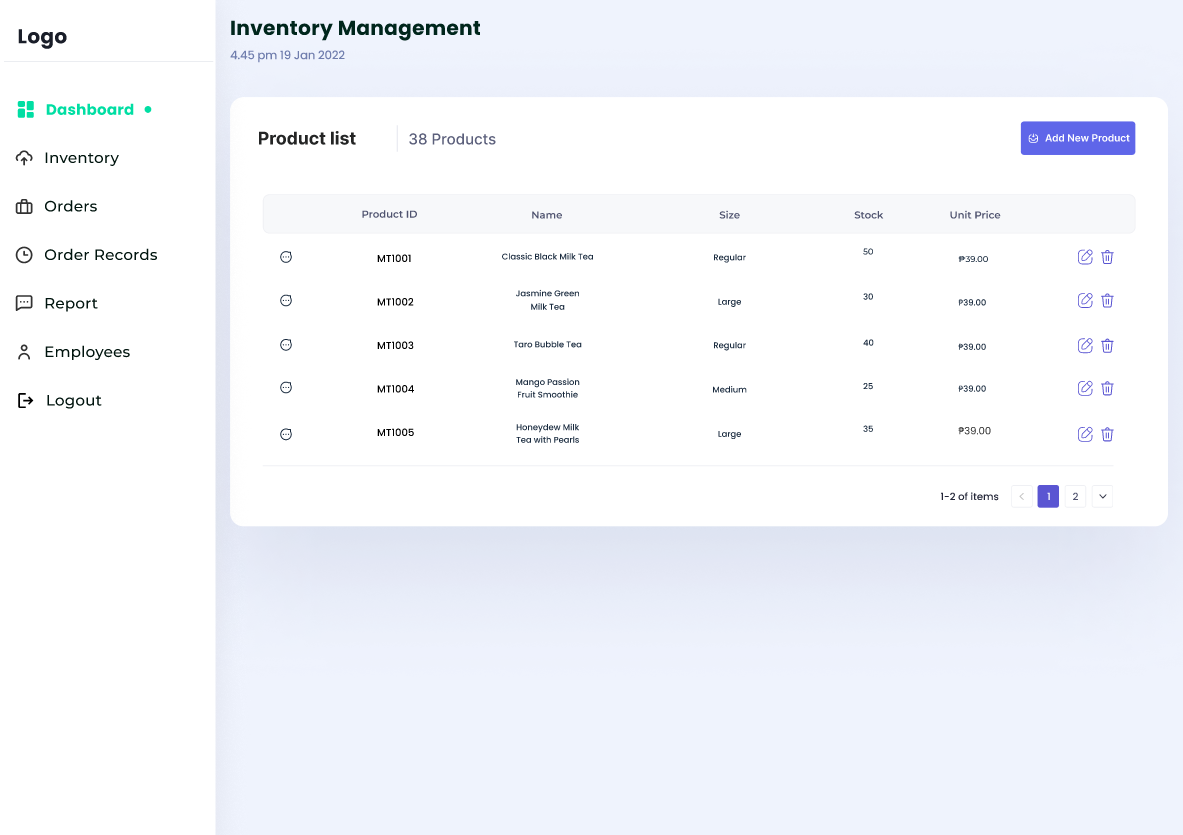 Logo
Dashboard
Inventory
Orders
Order Records
Report
Employees
Logout
Inventory Management
4.45 pm 19 Jan 2022
Product list
38 Products
Add New Product
Product ID Name Size Stock Unit Price
MT1001 Classic Black Milk Tea Regular 50 ₱39.00
MT1002 Jasmine Green Large 30 ₱39.00
Milk Tea
MT1003 Taro Bubble Tea Regular 40 ₱39.00
MT1004 Mango Passion Medium 25 ₱39.00
Fruit Smoothie
MT1005 Honeydew Milk Large 35 ₱39.00
Tea with Pearls
1-2 of items < 1 2